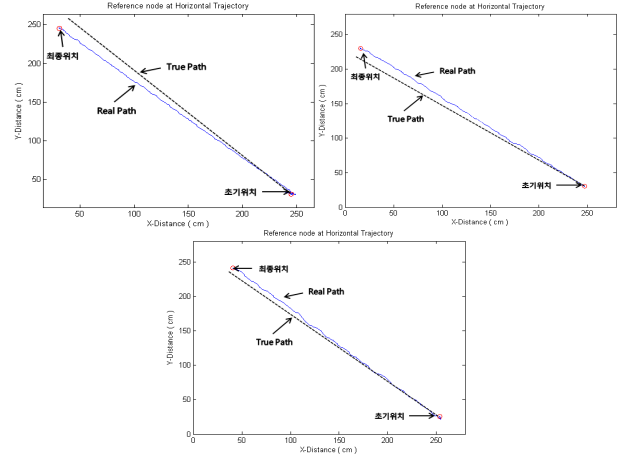 Reference node at Horizontal Trajectory
250
200
150
100
50
Y-Distance ( cm )
최종위치
True Path
Real Path
초기위치
50
100
150
200
250
X-Distance ( cm )
Reference node at Horizontal Trajectory
250
200
150
100
50
0
Y-Distance ( cm )
최종위치
Real Path
True Path
초기위치
0
50
100
150
200
250
X-Distance ( cm )
Reference node at Horizontal Trajectory
250
200
150
100
50
0
Y-Distance ( cm )
최종위치
Real Path
True Path
초기위치
0
50
100
150
200
250
X-Distance ( cm )